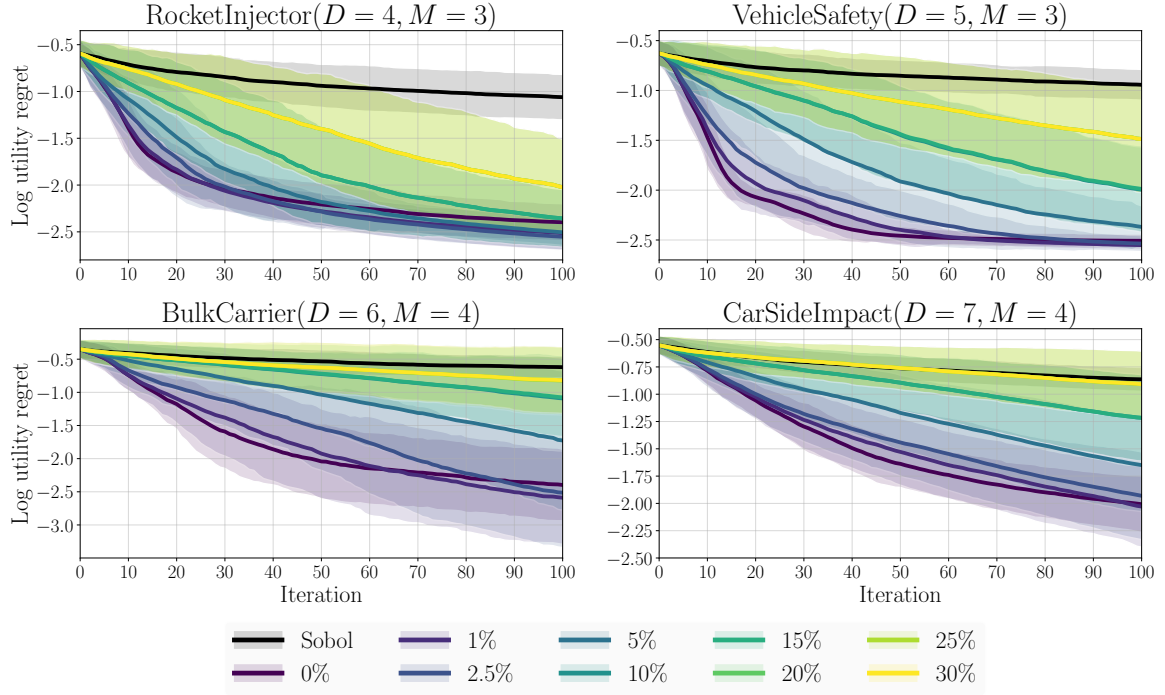 RocketInjector(D = 4, M = 3)
−0.5
−1.0
−1.5
−2.0
−2.5
Log utility regret
0 10 20 30 40 50 60 70 80 90 100
VehicleSafety(D = 5, M = 3)
−0.5
−1.0
−1.5
−2.0
−2.5
0 10 20 30 40 50 60 70 80 90 100
BulkCarrier(D = 6, M = 4)
−0.5
−1.0
−1.5
−2.0
−2.5
−3.0
Log utility regret
0 10 20 30 40 50 60 70 80 90 100
Iteration
CarSideImpact(D = 7, M = 4)
−0.50
−0.75
−1.00
−1.25
−1.50
−1.75
−2.00
−2.25
−2.50
0 10 20 30 40 50 60 70 80 90 100
Iteration
Sobol 1% 5% 15% 25%
0% 2.5% 10% 20% 30%